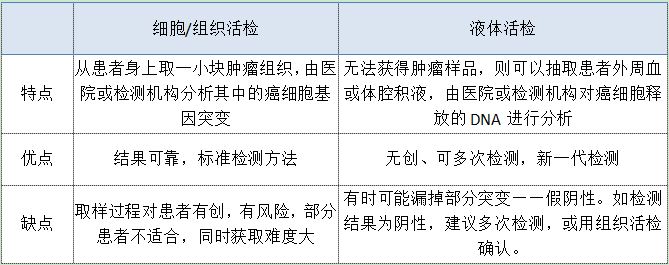 细胞/组织活检
液体活检
特点
从患者身上取一小块肿瘤组织，由医
院或检测机构分析其中的癌细胞基
因突变
无法获得肿瘤样品，则可以抽取患者外周血
或体腔积液，由医院或检测机构对癌细胞释
放的 DNA 进行分析
优点
结果可靠，标准检测方法
无创、可多次检测，新一代检测
缺点
取样过程对患者有创，有风险，部分
患者不适合，同时获取难度大
有时可能漏掉部分突变一一假阴性。如检测
结果为阴性，建议多次检测，或用组织活检
确认。